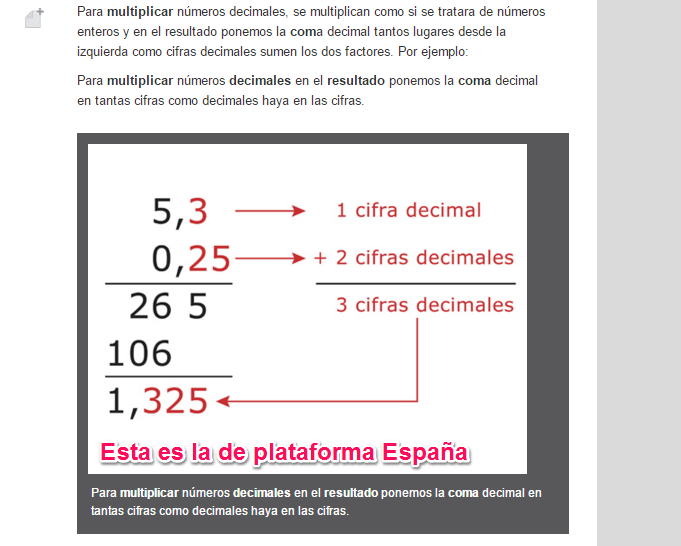 Para multiplicar números decimales, se multiplican como si se tratara de números
enteros y en el resultado ponemos la coma decimal tantos lugares desde la
izquierda como cifras decimales sumen los dos factores. Por ejemplo:
Para multiplicar números decimales en el resultado ponemos la coma decimal
en tantas cifras como decimales haya en las cifras.
5,3 1 cifra decimal
0,25 + 2 cifras decimales
26 5 3 cifras decimales
106
1,325
Esta es la de plataforma España
Para multiplicar números decimales en el resultado ponemos la coma decimal en
tantas cifras como decimales haya en las cifras.